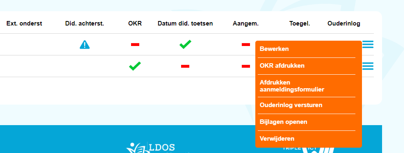 Ext. onderst Did. achterst. OKR Datum did. toetsen Aangem. Toegel. Ouderinlog
Bewerken
OKR afdrukken
Afdrukken
aanmeldingsformulier
Ouderinlog versturen
Bijlagen openen
Verwijderen
LDOS